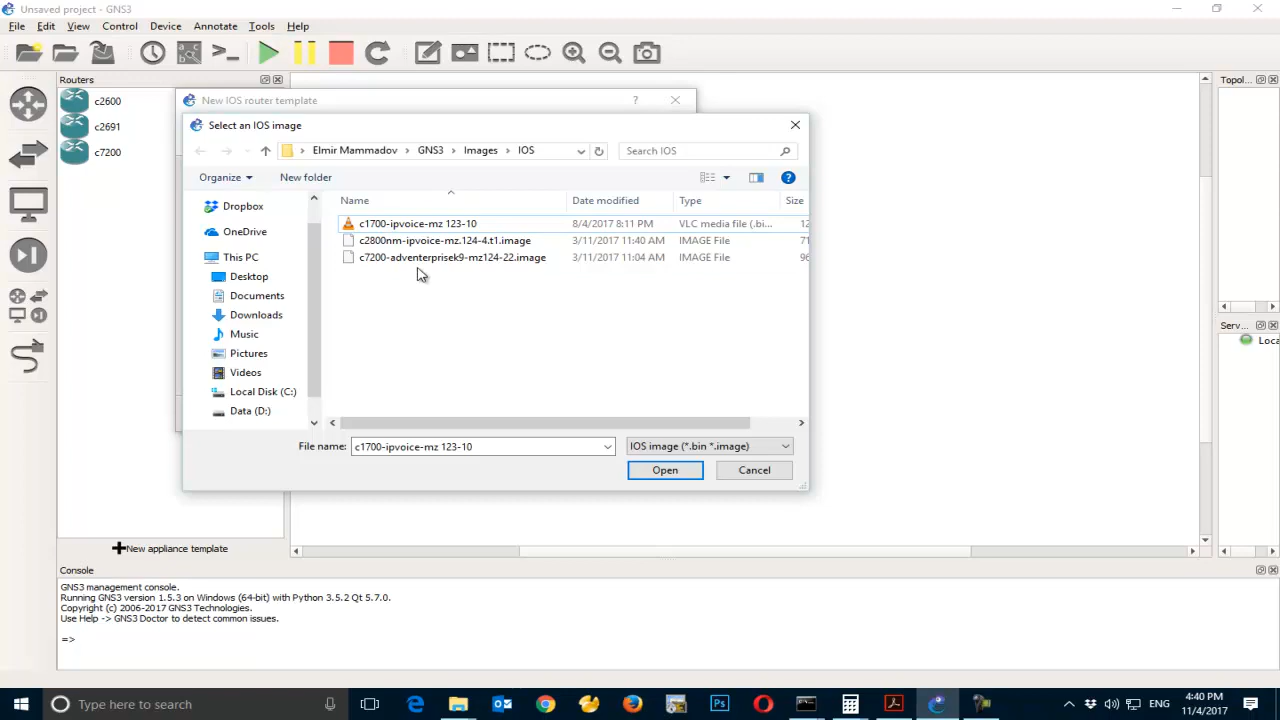 Unsaved project - GNS3
File Edit View Control Device Annotate Tools Help
Routers
c2600
c2691
c7200
New appliance template
New IOS router template
?
Select an IOS image
Elmir Mammadov > GNS3 > Images > IOS
Search IOS
Organize
New folder
Dropbox
OneDrive
This PC
Desktop
Documents
Downloads
Music
Pictures
Videos
Local Disk (C:)
Data (D:)
Name Date modified Type Size
c1700-ipvoice-mz 123-10 8/4/2017 8:11 PM VLC media file (.bi... 12
c2800nm-ipvoice-mz.124-4.t1.image 3/11/2017 11:40 AM IMAGE File 71
c7200-adventerprisek9-mz124-22.image 3/11/2017 11:04 AM IMAGE File 96
File name: c1700-ipvoice-mz 123-10
IOS image (*.bin *.image)
Open Cancel
Topol...
Serv...
Loca
Console
GNS3 management console.
Running GNS3 version 1.5.3 on Windows (64-bit) with Python 3.5.2 Qt 5.7.0.
Copyright (c) 2006-2017 GNS3 Technologies.
Use Help -> GNS3 Doctor to detect common issues.
=>
Type here to search
ENG
4:40 PM
11/4/2017